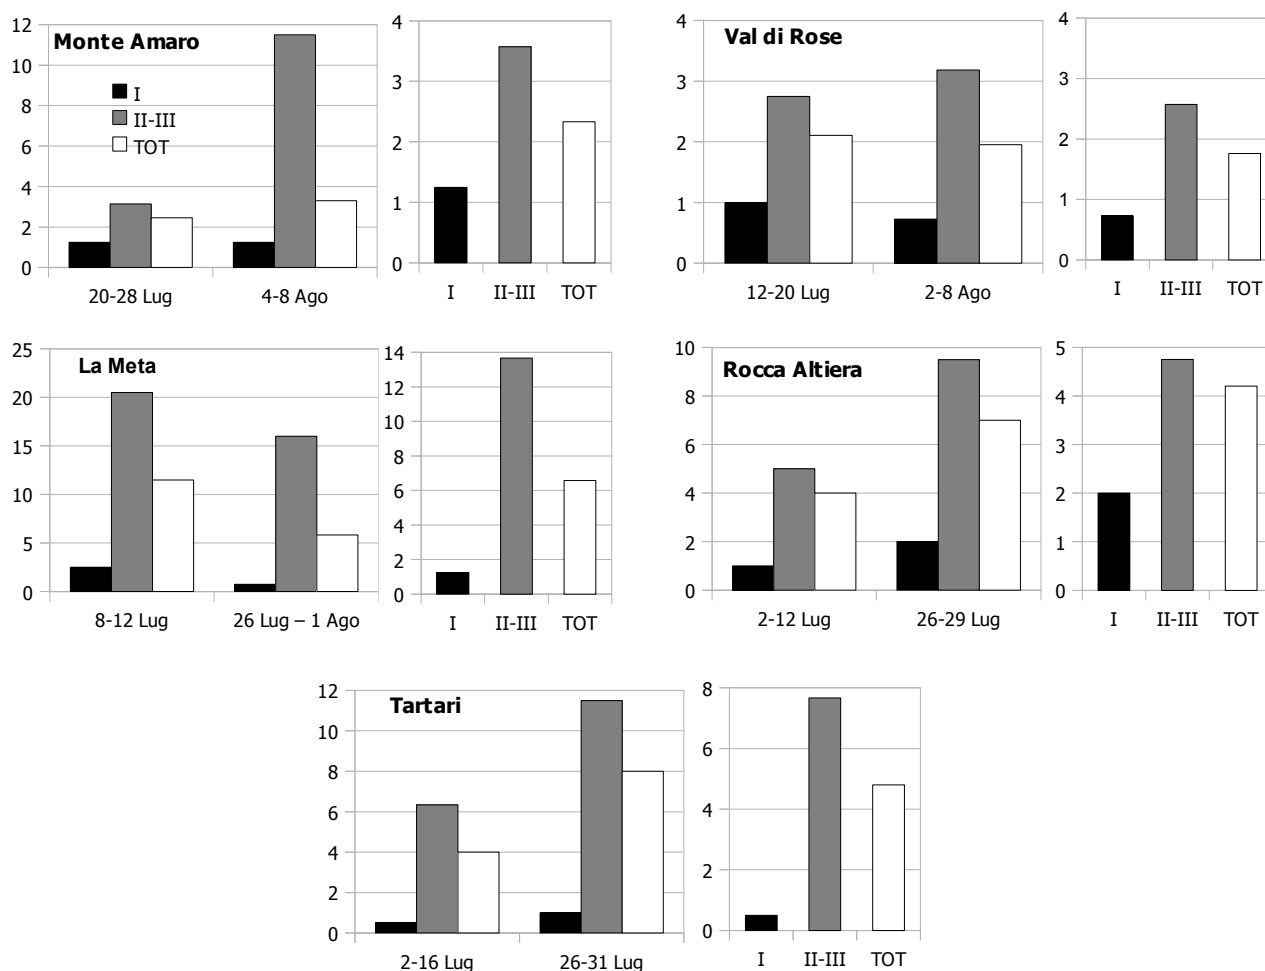 Monte Amaro
12
10
8
6
4
2
0
I
II-III
TOT
20-28 Lug
4-8 Ago
4
3
2
1
0
I
II-III
TOT
Val di Rose
4
3
2
1
0
12-20 Lug
2-8 Ago
4
3
2
1
0
I
II-III
TOT
La Meta
25
20
15
10
5
0
8-12 Lug
26 Lug – 1 Ago
14
12
10
8
6
4
2
0
I
II-III
TOT
Rocca Altiera
10
8
6
4
2
0
2-12 Lug
26-29 Lug
5
4
3
2
1
0
I
II-III
TOT
Tartari
12
10
8
6
4
2
0
2-16 Lug
26-31 Lug
8
6
4
2
0
I
II-III
TOT